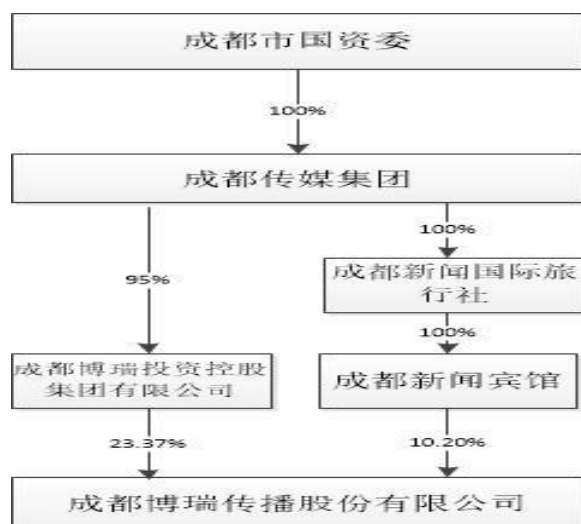 成都市国资委
100%
成都传媒集团
100%
95%
成都新闻国际旅
行社
100%
成都博瑞投资控股
集团有限公司
成都新闻宾馆
23.37%
10.20%
成都博瑞传播股份有限公司